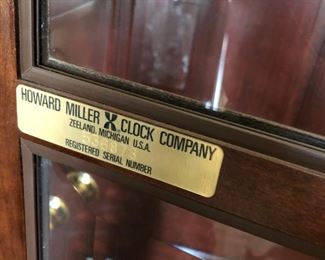 HOWARD MILLER CLOCK COMPANY
ZEELAND, MICHIGAN U.S.A.
REGISTERED SERIAL NUMBER